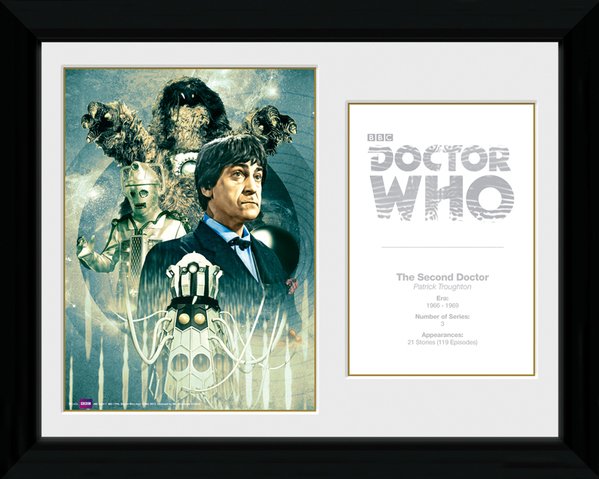 BBC
DOCTOR
WHO
The Second Doctor
Patrick Troughton
Era:
1966 - 1969
Number of Series:
3
Appearances:
21 Stories (119 Episodes)
BBC